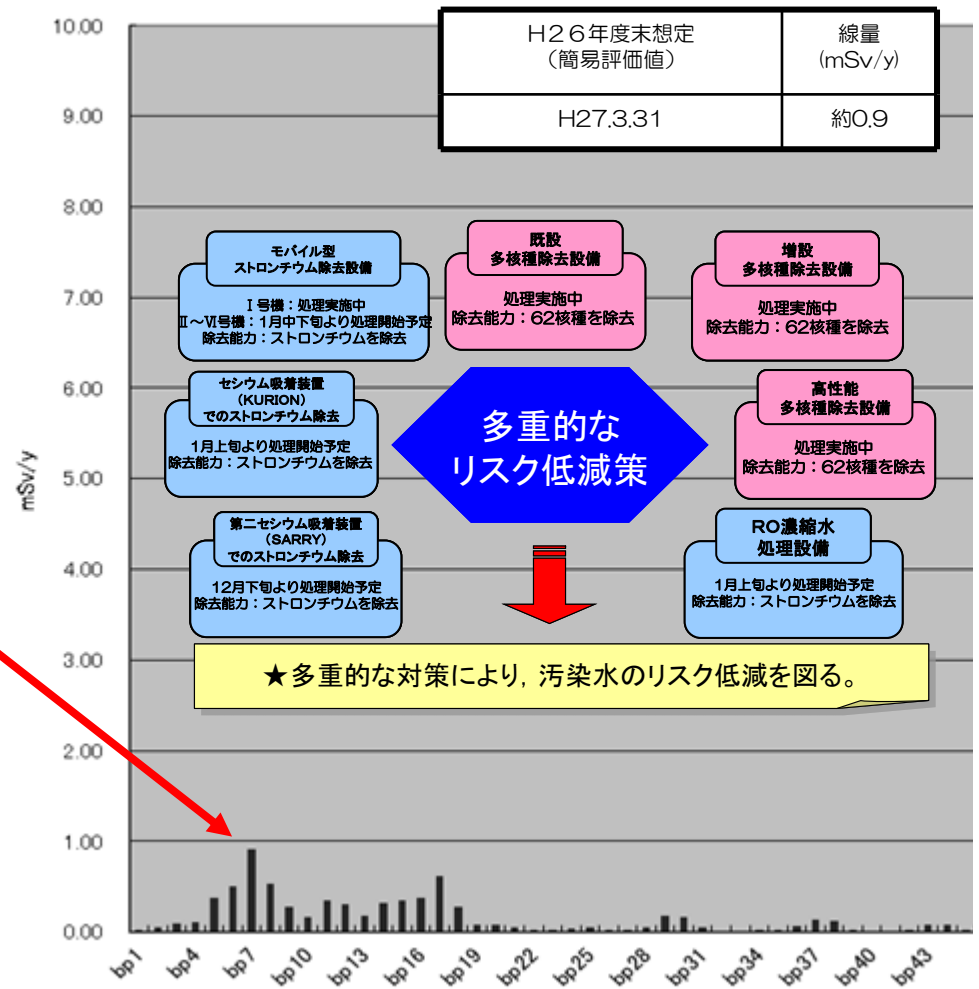 H26年度末想定
（簡易評価値）
線量
(mSv/y)
H27.3.31
約0.9
10.00
9.00
8.00
7.00
6.00
5.00
4.00
3.00
2.00
1.00
0.00
mSv/y
モバイル型
ストロンチウム除去設備
Ⅰ号機：処理実施中
Ⅱ～Ⅵ号機：1月中下旬より処理開始予定
除去能力：ストロンチウムを除去
既設
多核種除去設備
処理実施中
除去能力：62核種を除去
増設
多核種除去設備
処理実施中
除去能力：62核種を除去
セシウム吸着装置
（KURION）
でのストロンチウム除去
1月上旬より処理開始予定
除去能力：ストロンチウムを除去
多重的な
リスク低減策
高性能
多核種除去設備
処理実施中
除去能力：62核種を除去
第二セシウム吸着装置
（SARRY）
でのストロンチウム除去
12月下旬より処理開始予定
除去能力：ストロンチウムを除去
RO濃縮水
処理設備
1月上旬より処理開始予定
除去能力：ストロンチウムを除去
★多重的な対策により，汚染水のリスク低減を図る。
bp1
bp4
bp7
bp10
bp13
bp16
bp19
bp22
bp25
bp28
bp31
bp34
bp37
bp40
bp43